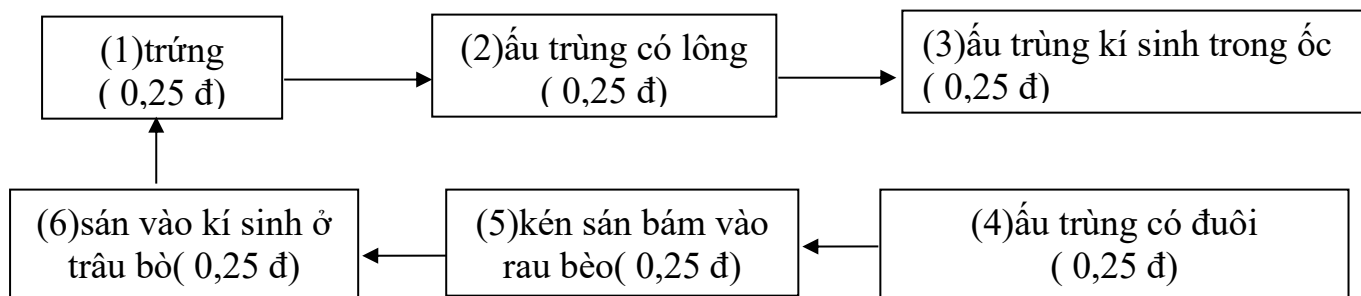 (1)trứng
( 0,25 đ)
(2)ấu trùng có lông
( 0,25 đ)
(3)ấu trùng kí sinh trong ốc
( 0,25 đ)
(6)sán vào kí sinh ở
trâu bò( 0,25 đ)
(5)kén sán bám vào
rau bèo( 0,25 đ)
(4)ấu trùng có đuôi
( 0,25 đ)